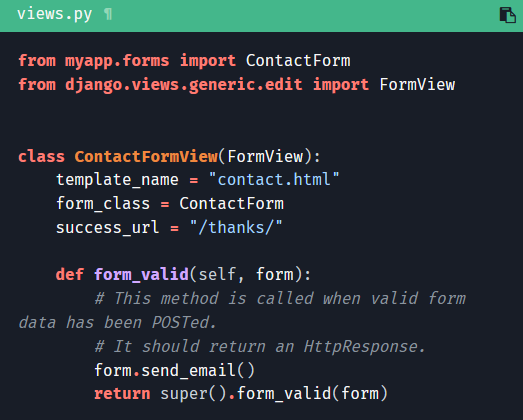 views.py ¶
from myapp.forms import ContactForm
from django.views.generic.edit import FormView
class ContactFormView(FormView):
    template_name = "contact.html"
    form_class = ContactForm
    success_url = "/thanks/"
    def form_valid(self, form):
        # This method is called when valid form
data has been POSTed.
        # It should return an HttpResponse.
        form.send_email()
        return super().form_valid(form)